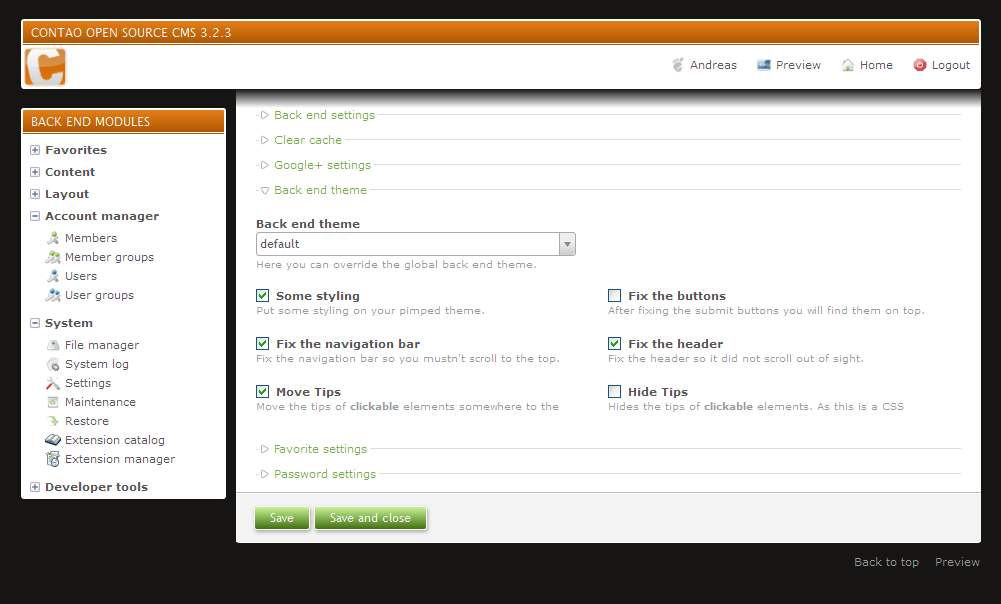 CONTAO OPEN SOURCE CMS 3.2.3
Andreas Preview Home Logout
BACK END MODULES
Favorites
Content
Layout
Account manager
Members
Member groups
Users
User groups
System
File manager
System log
Settings
Maintenance
Restore
Extension catalog
Extension manager
Developer tools
Back end settings
Clear cache
Google+ settings
Back end theme
Back end theme
default
Here you can override the global back end theme.
Some styling
Put some styling on your pimped theme.
Fix the buttons
After fixing the submit buttons you will find them on top.
Fix the navigation bar
Fix the navigation bar so you mustn't scroll to the top.
Fix the header
Fix the header so it did not scroll out of sight.
Move Tips
Move the tips of clickable elements somewhere to the
Hide Tips
Hides the tips of clickable elements. As this is a CSS
Favorite settings
Password settings
Save Save and close
Back to top Preview